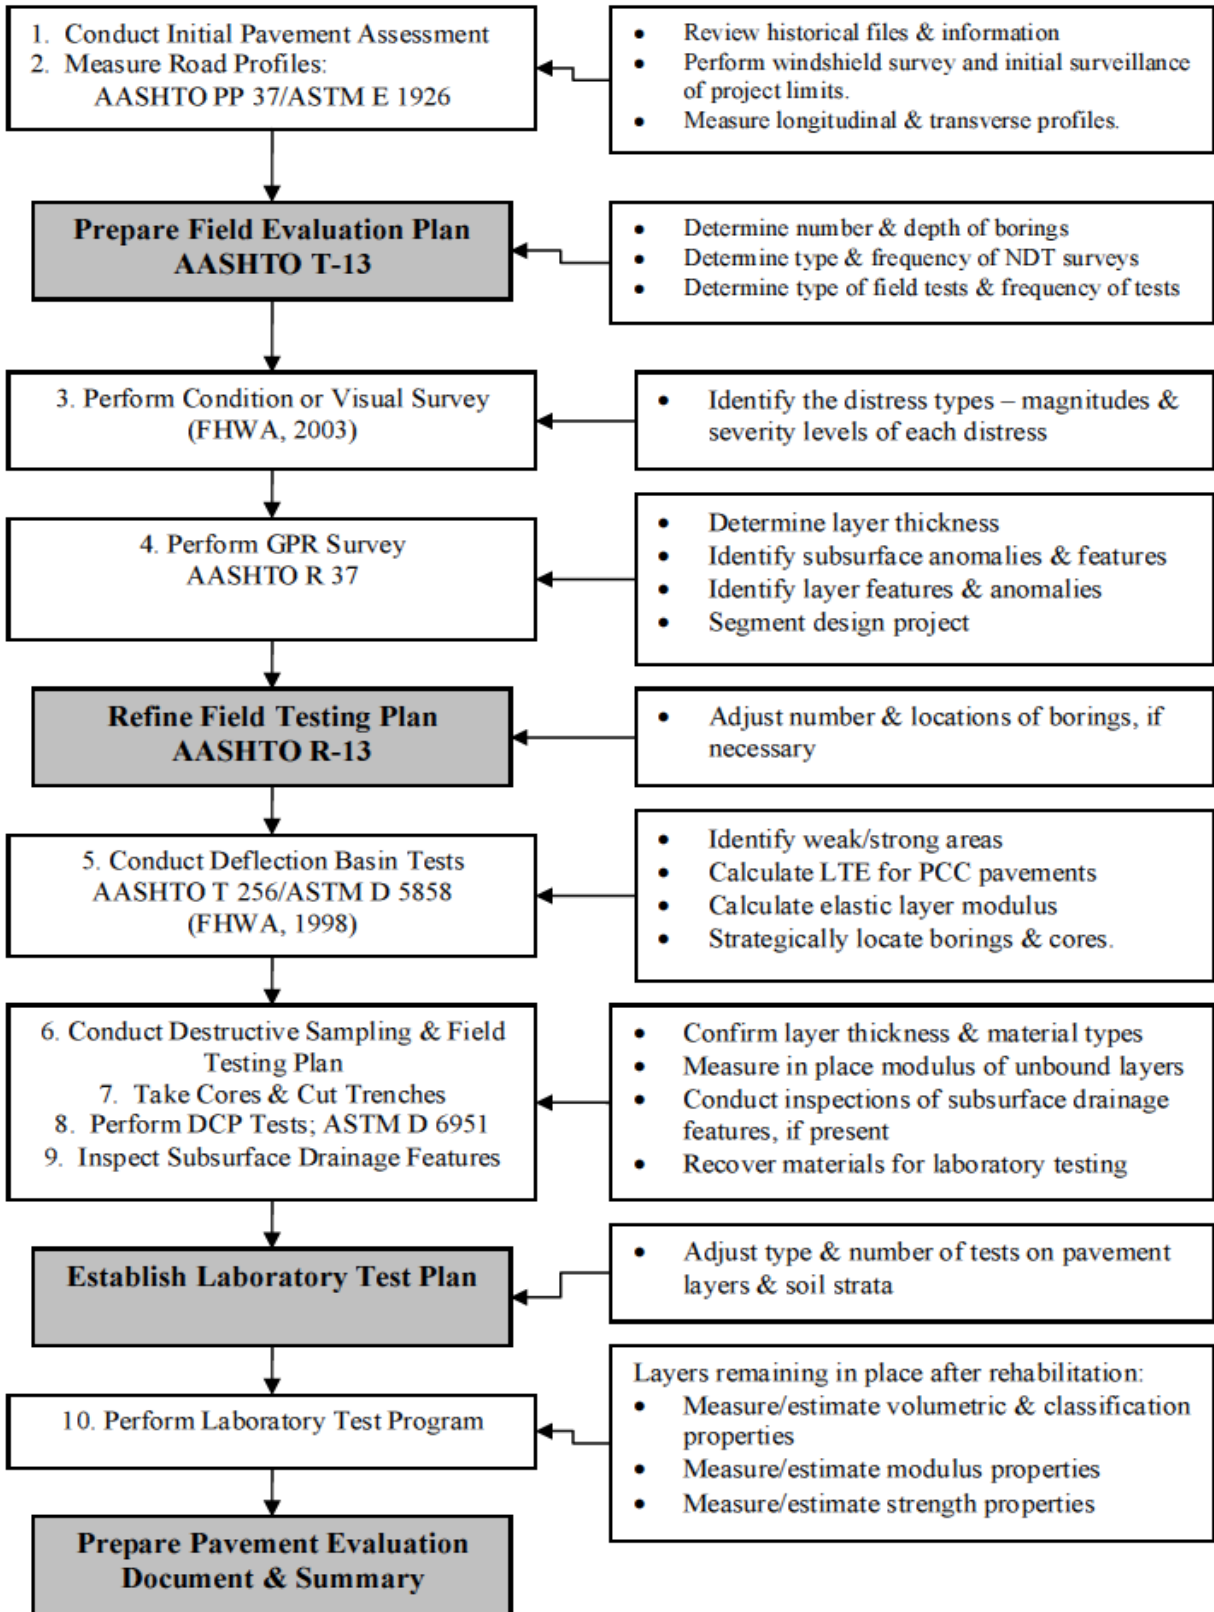 1. Conduct Initial Pavement Assessment
2. Measure Road Profiles:
AASHTO PP 37/ASTM E 1926
• Review historical files & information
• Perform windshield survey and initial surveillance
of project limits.
• Measure longitudinal & transverse profiles.
Prepare Field Evaluation Plan
AASHTO T-13
• Determine number & depth of borings
• Determine type & frequency of NDT surveys
• Determine type of field tests & frequency of tests
3. Perform Condition or Visual Survey
(FHWA, 2003)
• Identify the distress types – magnitudes &
severity levels of each distress
4. Perform GPR Survey
AASHTO R 37
• Determine layer thickness
• Identify subsurface anomalies & features
• Identify layer features & anomalies
• Segment design project
Refine Field Testing Plan
AASHTO R-13
• Adjust number & locations of borings, if
necessary
5. Conduct Deflection Basin Tests
AASHTO T 256/ASTM D 5858
(FHWA, 1998)
• Identify weak/strong areas
• Calculate LTE for PCC pavements
• Calculate elastic layer modulus
• Strategically locate borings & cores.
6. Conduct Destructive Sampling & Field
Testing Plan
7. Take Cores & Cut Trenches
8. Perform DCP Tests; ASTM D 6951
9. Inspect Subsurface Drainage Features
• Confirm layer thickness & material types
• Measure in place modulus of unbound layers
• Conduct inspections of subsurface drainage
features, if present
• Recover materials for laboratory testing
Establish Laboratory Test Plan
• Adjust type & number of tests on pavement
layers & soil strata
10. Perform Laboratory Test Program
Layers remaining in place after rehabilitation:
• Measure/estimate volumetric & classification
properties
• Measure/estimate modulus properties
• Measure/estimate strength properties
Prepare Pavement Evaluation
Document & Summary